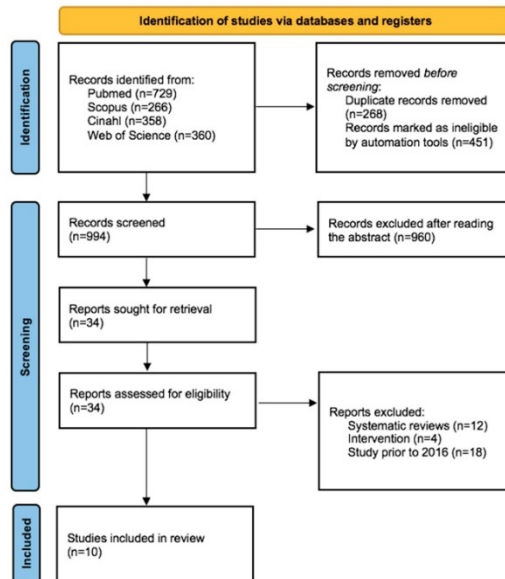 Identification of studies via databases and registers
Identification
Records identified from:
Pubmed (n=729)
Scopus (n=266)
Cinahl (n=358)
Web of Science (n=360)
Records removed before
screening:
Duplicate records removed
(n=268)
Records marked as ineligible
by automation tools (n=451)
Screening
Records screened
(n=994)
Records excluded after reading
the abstract (n=960)
Reports sought for retrieval
(n=34)
Reports assessed for eligibility
(n=34)
Reports excluded:
Systematic reviews (n=12)
Intervention (n=4)
Study prior to 2016 (n=18)
Included
Studies included in review
(n=10)